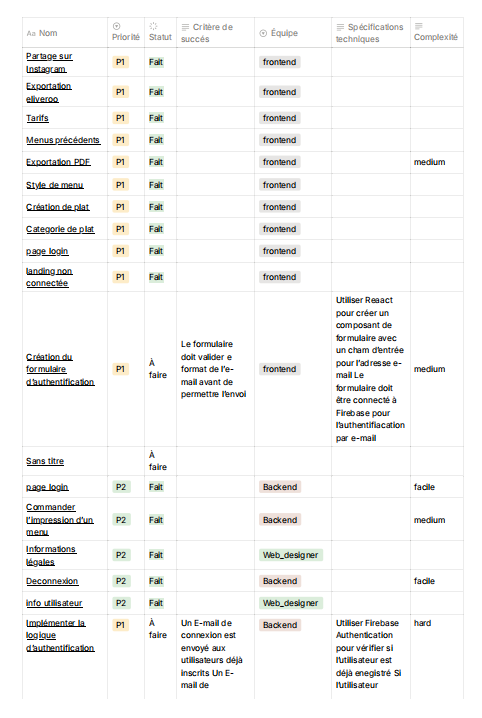 Aa Nom
Priorité
Statut
Critère de
succés
Équipe
Spécifications
techniques
Complexité
Partage sur
Instagram
P1
Fait
frontend
Exportation
eliveroo
P1
Fait
frontend
Tarifs
P1
Fait
frontend
Menus précédents
P1
Fait
frontend
Exportation PDF
P1
Fait
frontend
medium
Style de menu
P1
Fait
frontend
Création de plat
P1
Fait
frontend
Categorie de plat
P1
Fait
frontend
page login
P1
Fait
frontend
landing non
connectée
P1
Fait
frontend
Création du
formulaire
d'authentification
P1
À
faire
Le formulaire
doit valider e
format de l'e-
mail avant de
permettre l'envoi
frontend
Utiliser Reaact
pour créer un
composant de
formulaire avec
un cham d'entrée
pour l'adresse e-
mail Le
formulaire doit
être connecté à
Firebase pour
l'authentifiacation
par e-mail
medium
Sans titre
À
faire
page login
P2
Fait
Backend
facile
Commander
l'impression d'un
menu
P2
Fait
Backend
medium
Informations
légales
P2
Fait
Web_designer
Deconnexion
P2
Fait
Backend
facile
info utilisateur
P2
Fait
Web_designer
Implémenter la
logique
d'authentification
P1
À
faire
Un E-mail de
connexion est
envoyé aux
utilisateurs déjà
inscrits Un E-
mail de
Backend
Utiliser Firebase
Authentication
pour vérifier si
l'utilisateur est
déjà enegistré Si
l'utilisateur
hard